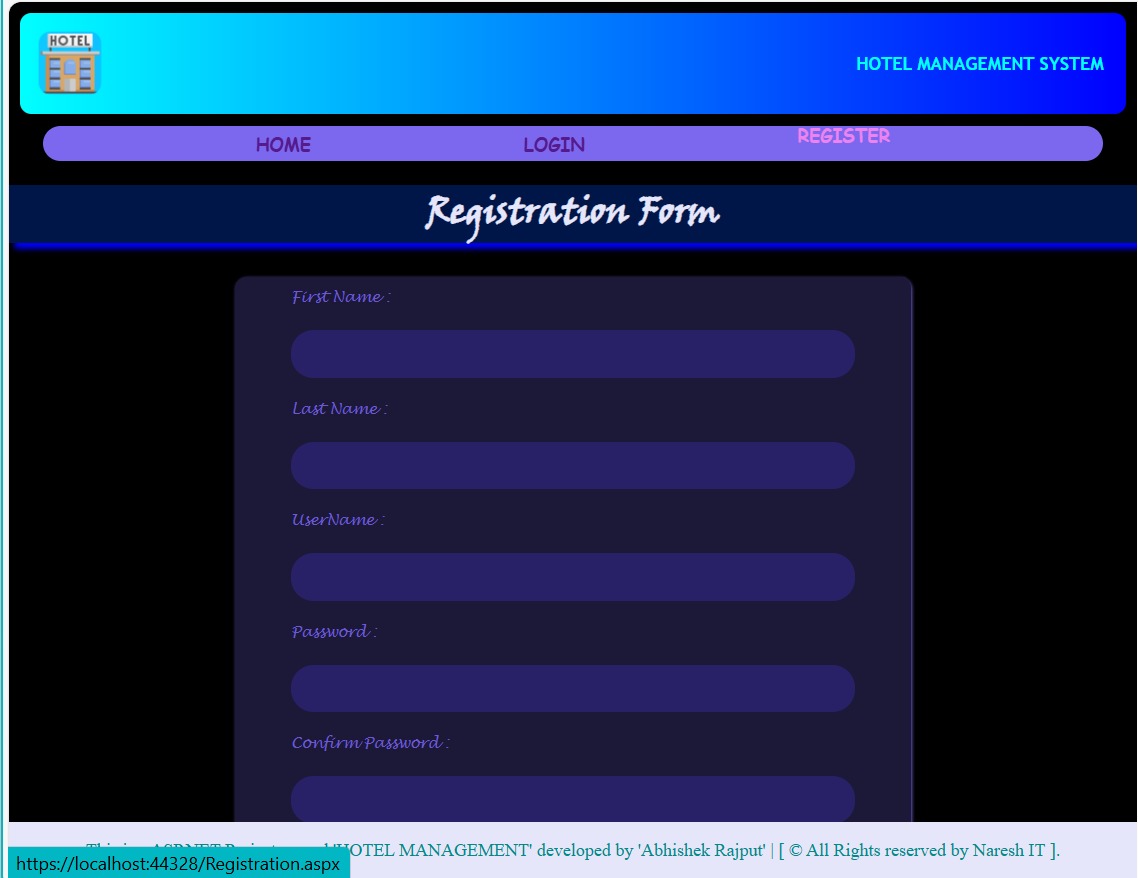 HOTEL
HOTEL MANAGEMENT SYSTEM
HOME LOGIN REGISTER
Registration Form
First Name :
Last Name :
UserName :
Password :
Confirm Password :
'HOTEL MANAGEMENT' developed by 'Abhishek Rajput' | [ © All Rights reserved by Naresh IT ].
https://localhost:44328/Registration.aspx